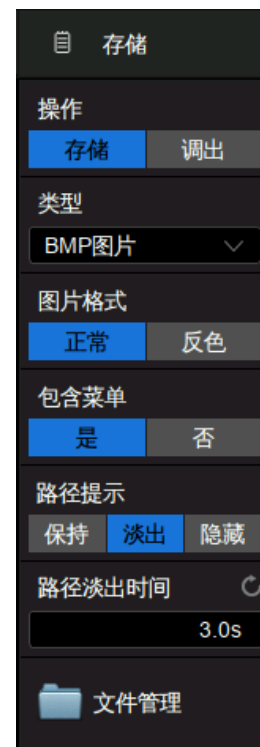 存储
操作
存储 调出
类型
BMP图片
图片格式
正常 反色
包含菜单
是 否
路径提示
保持 淡出 隐藏
路径淡出时间
3.0s
文件管理